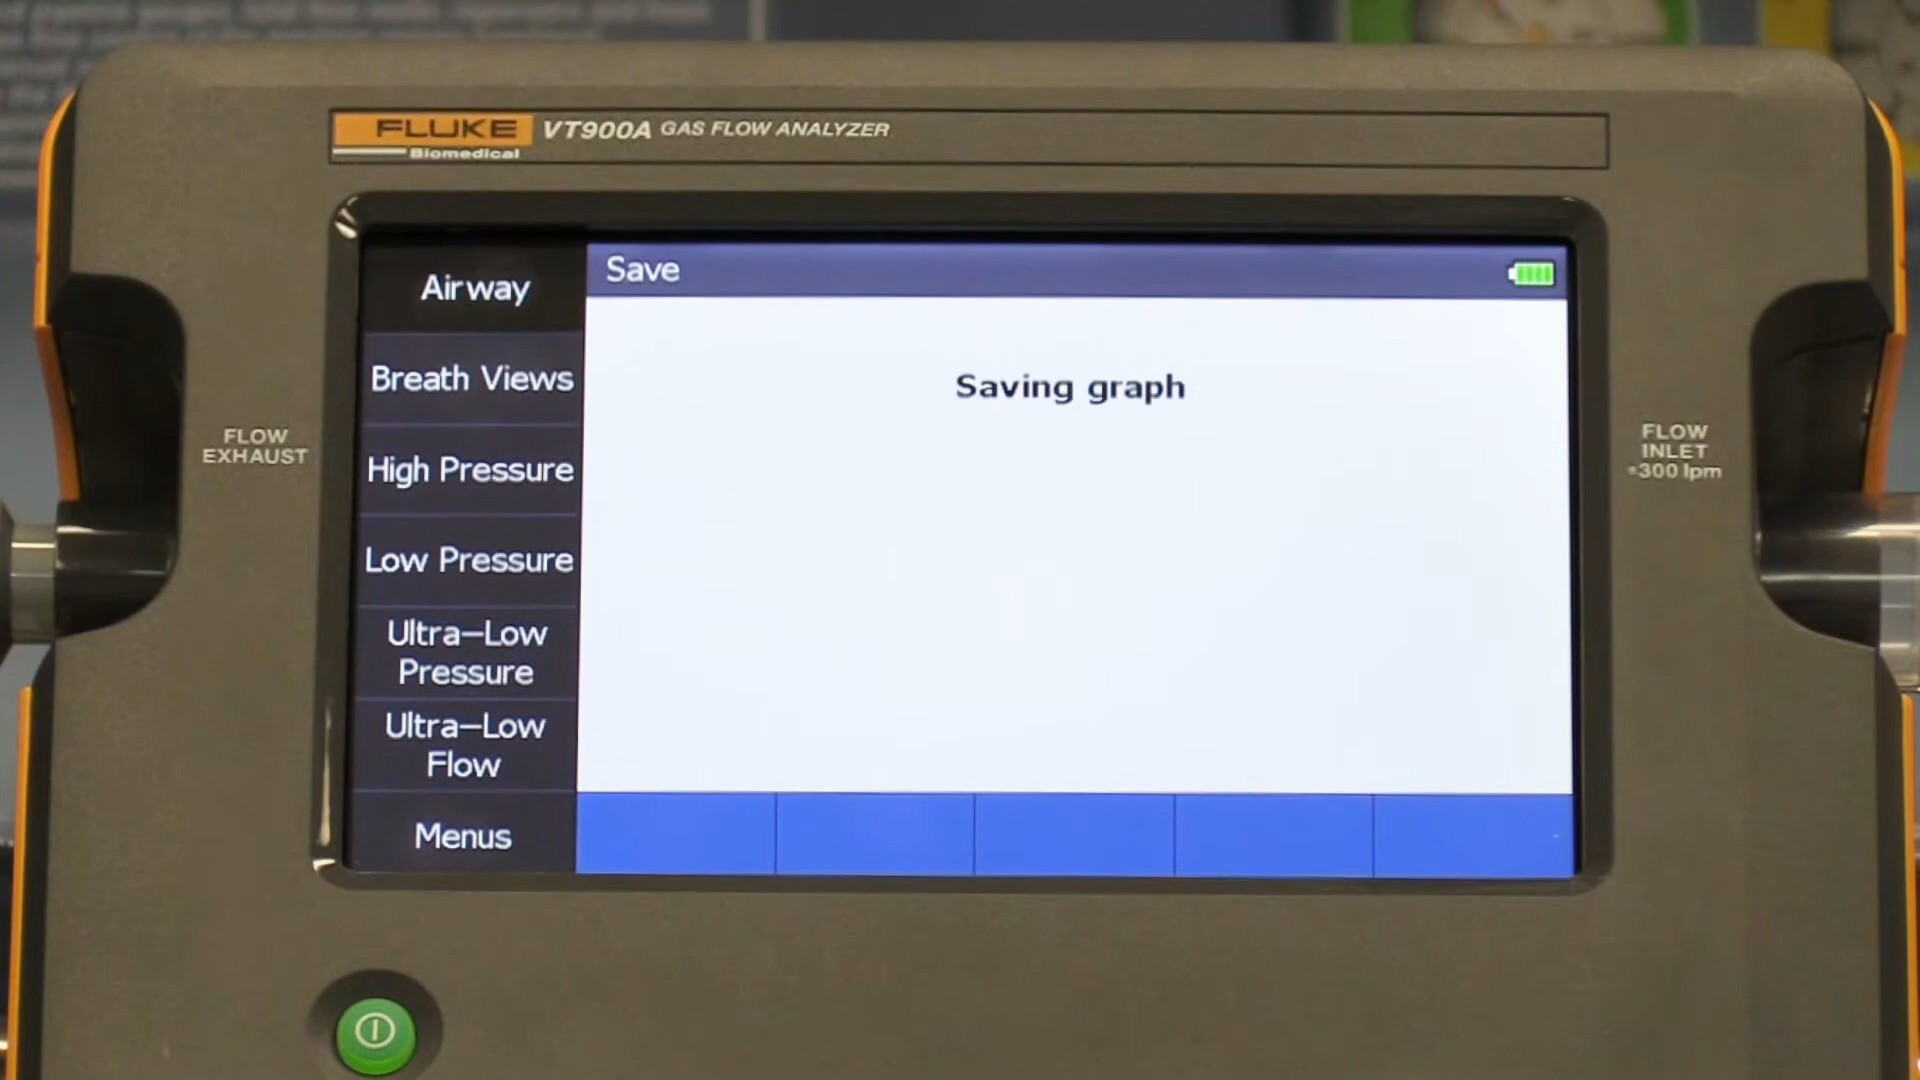 FLUKE
Biomedical
VT900A GAS FLOW ANALYZER
Airway
Breath Views
High Pressure
Low Pressure
Ultra-Low
Pressure
Ultra-Low
Flow
Menus
Save
Saving graph
FLOW
EXHAUST
FLOW
INLET
±300 lpm